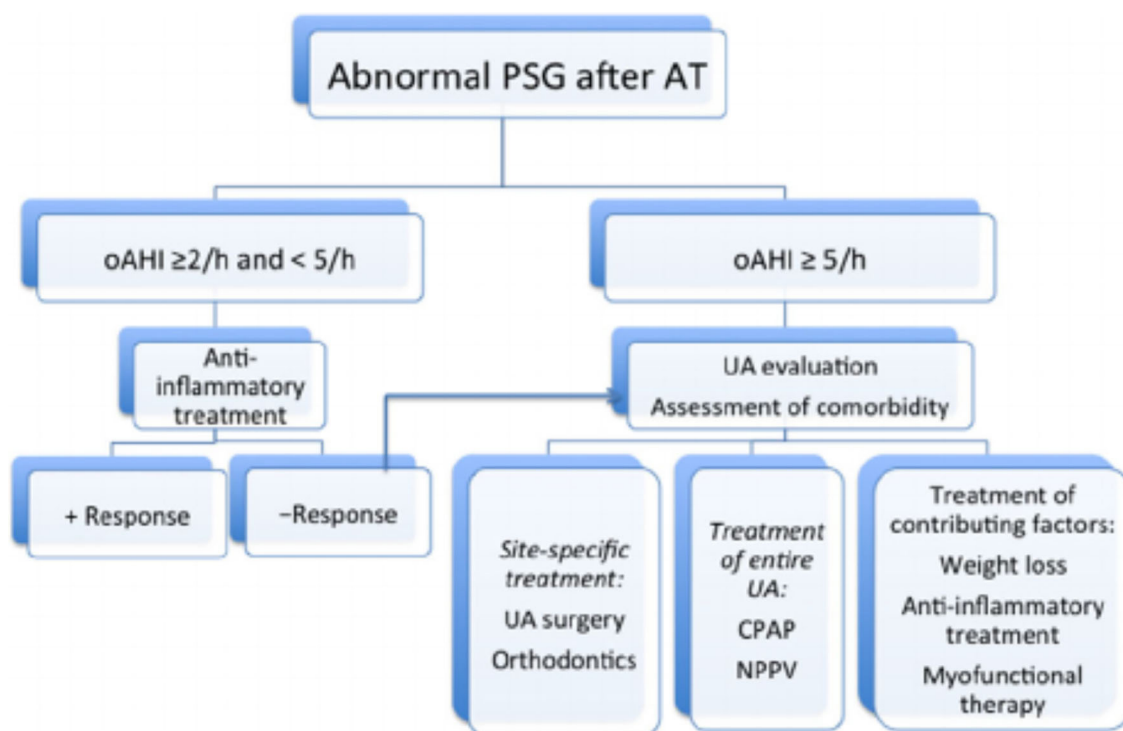 Abnormal PSG after AT
oAHI ≥2/h and < 5/h
oAHI ≥ 5/h
Anti-
inflammatory
treatment
UA evaluation
Assessment of comorbidity
+ Response
−Response
Site-specific
treatment:
UA surgery
Orthodontics
Treatment
of entire
UA:
CPAP
NPPV
Treatment of
contributing factors:
Weight loss
Anti-inflammatory
treatment
Myofunctional
therapy